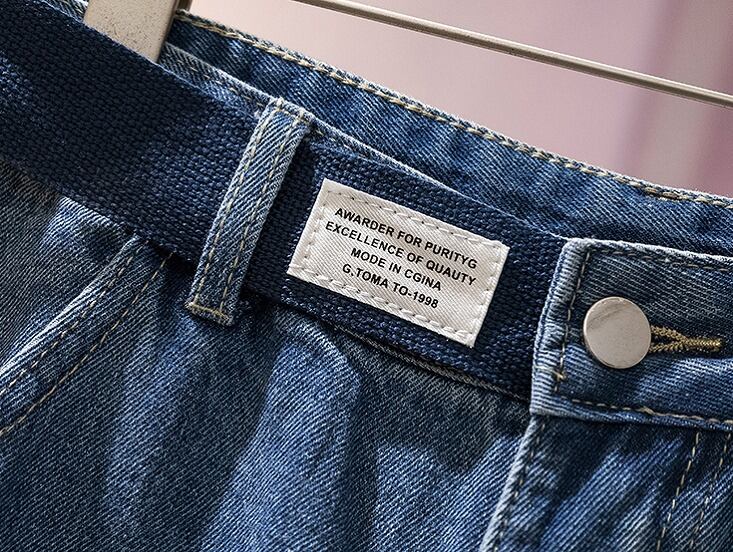 AWARDER FOR PURITYG
EXCELLENCE OF QUAUTY
MODE IN CGINA
G,TOMA TO-1998